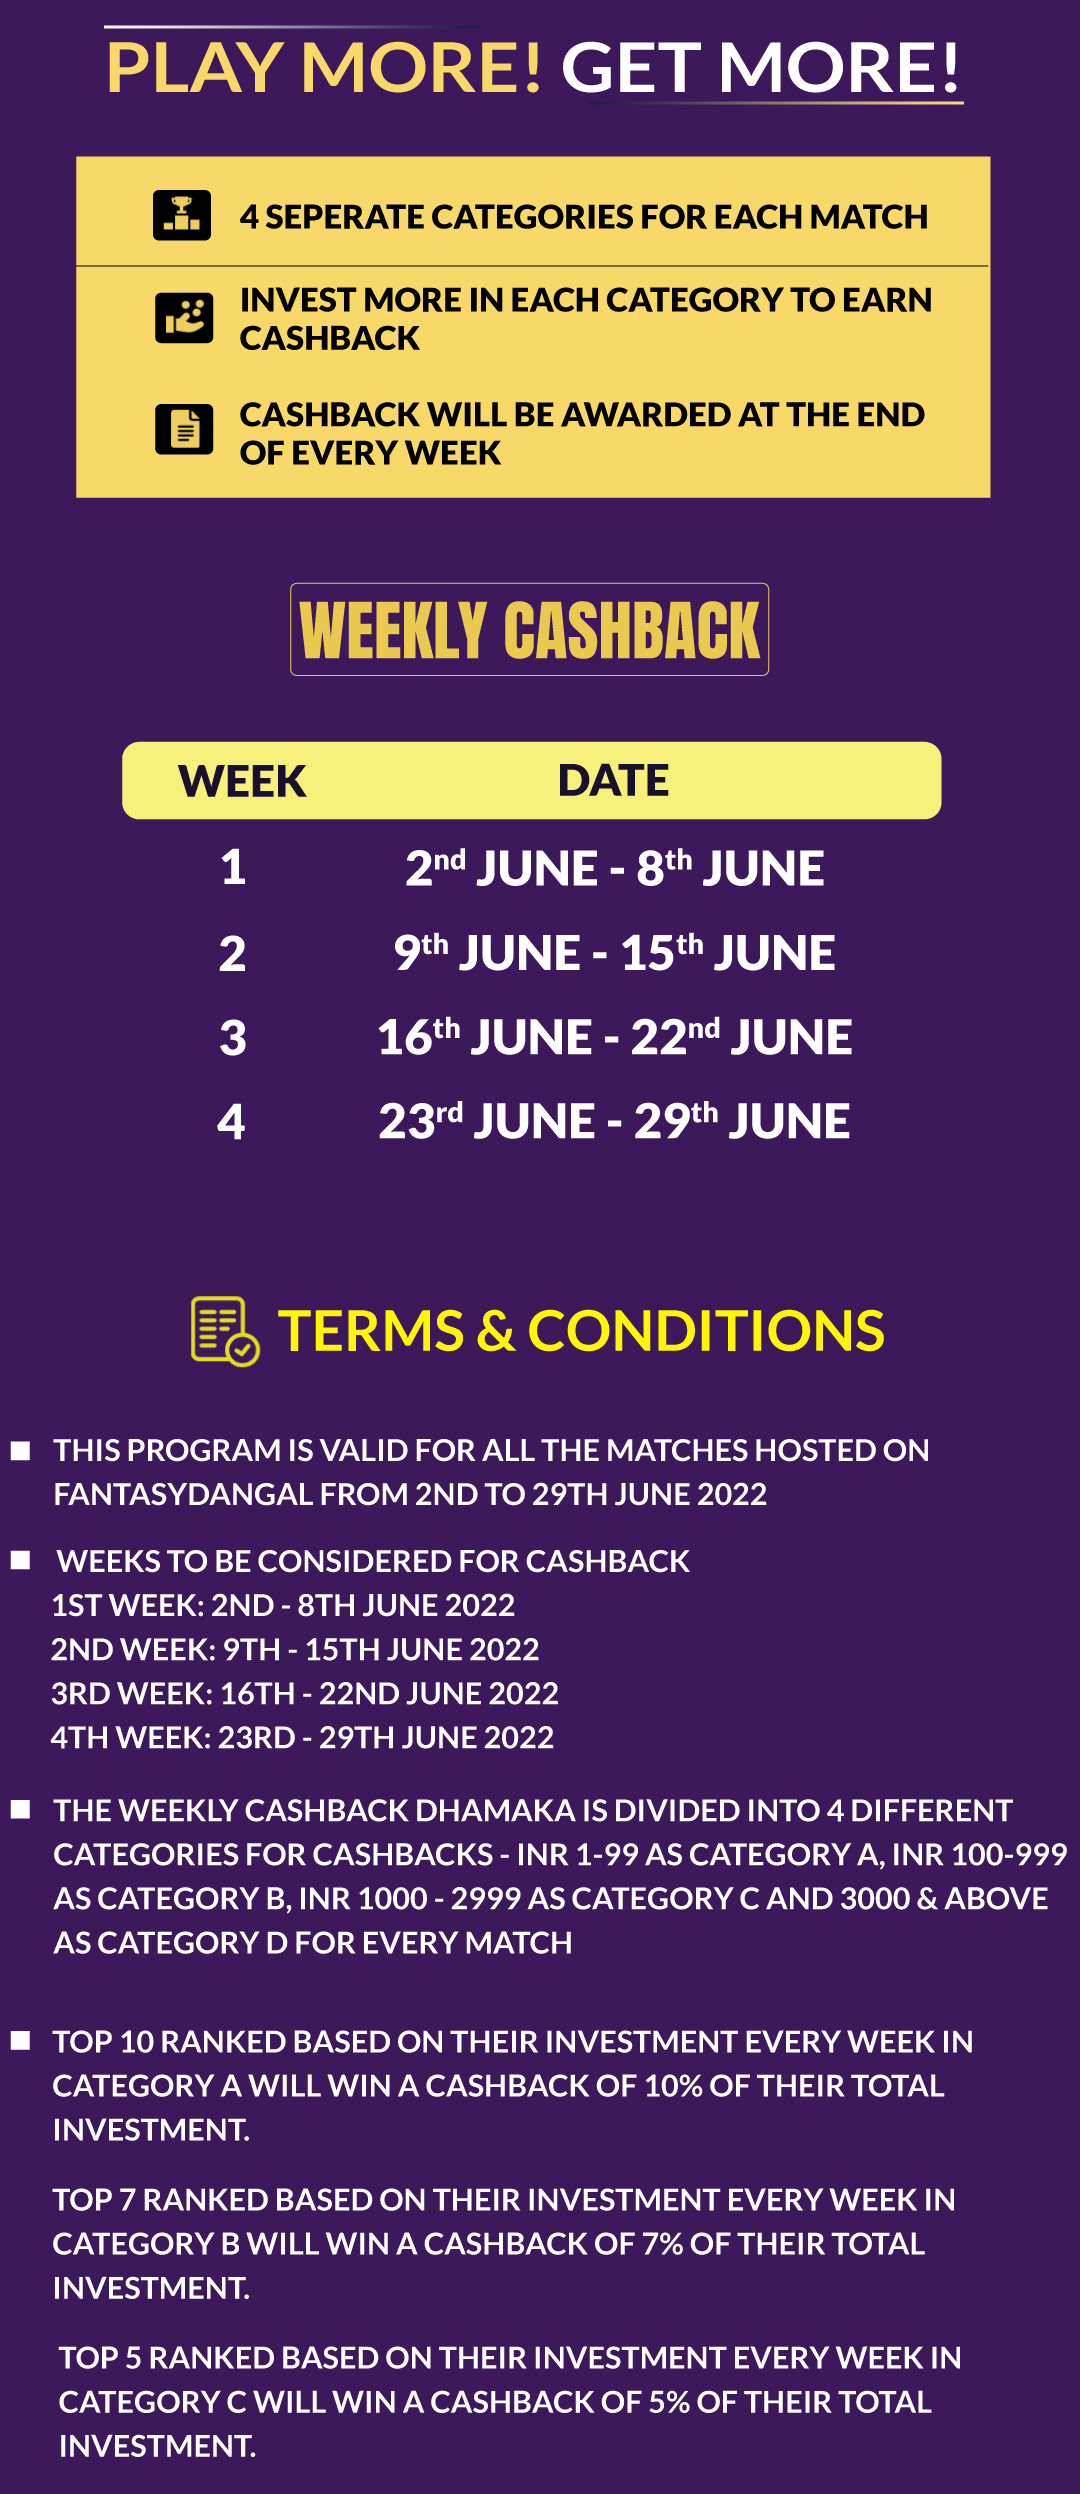 PLAY MORE! GET MORE!
4 SEPERATE CATEGORIES FOR EACH MATCH
INVEST MORE IN EACH CATEGORY TO EARN
CASHBACK
CASHBACK WILL BE AWARDED AT THE END
OF EVERY WEEK
WEEKLY CASHBACK
WEEK DATE
1 2nd JUNE - 8th JUNE
2 9th JUNE - 15th JUNE
3 16th JUNE - 22nd JUNE
4 23rd JUNE - 29th JUNE
TERMS & CONDITIONS
THIS PROGRAM IS VALID FOR ALL THE MATCHES HOSTED ON
FANTASYDANGAL FROM 2ND TO 29TH JUNE 2022
WEEKS TO BE CONSIDERED FOR CASHBACK
1ST WEEK: 2ND - 8TH JUNE 2022
2ND WEEK: 9TH - 15TH JUNE 2022
3RD WEEK: 16TH - 22ND JUNE 2022
4TH WEEK: 23RD - 29TH JUNE 2022
THE WEEKLY CASHBACK DHAMAKA IS DIVIDED INTO 4 DIFFERENT
CATEGORIES FOR CASHBACKS - INR 1-99 AS CATEGORY A, INR 100-999
AS CATEGORY B, INR 1000 - 2999 AS CATEGORY C AND 3000 & ABOVE
AS CATEGORY D FOR EVERY MATCH
TOP 10 RANKED BASED ON THEIR INVESTMENT EVERY WEEK IN
CATEGORY A WILL WIN A CASHBACK OF 10% OF THEIR TOTAL
INVESTMENT.
TOP 7 RANKED BASED ON THEIR INVESTMENT EVERY WEEK IN
CATEGORY B WILL WIN A CASHBACK OF 7% OF THEIR TOTAL
INVESTMENT.
TOP 5 RANKED BASED ON THEIR INVESTMENT EVERY WEEK IN
CATEGORY C WILL WIN A CASHBACK OF 5% OF THEIR TOTAL
INVESTMENT.